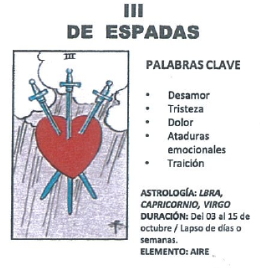 III
DE ESPADAS
III
PALABRAS CLAVE
• Desamor
• Tristeza
• Dolor
• Ataduras
emocionales
• Traición
ASTROLOGÍA: LBRA,
CAPRICORNIO, VIRGO
DURACIÓN: Del 03 al 15 de
octubre / Lapso de días o
semanas.
ELEMENTO: AIRE